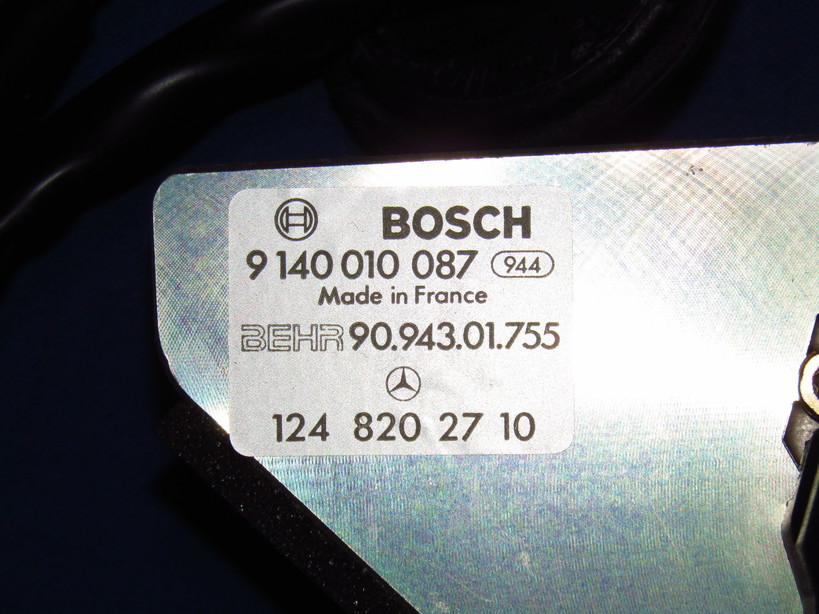 BOSCH
9 140 010 087 944
Made in France
BEHR 90.943.01.755
124 820 27 10